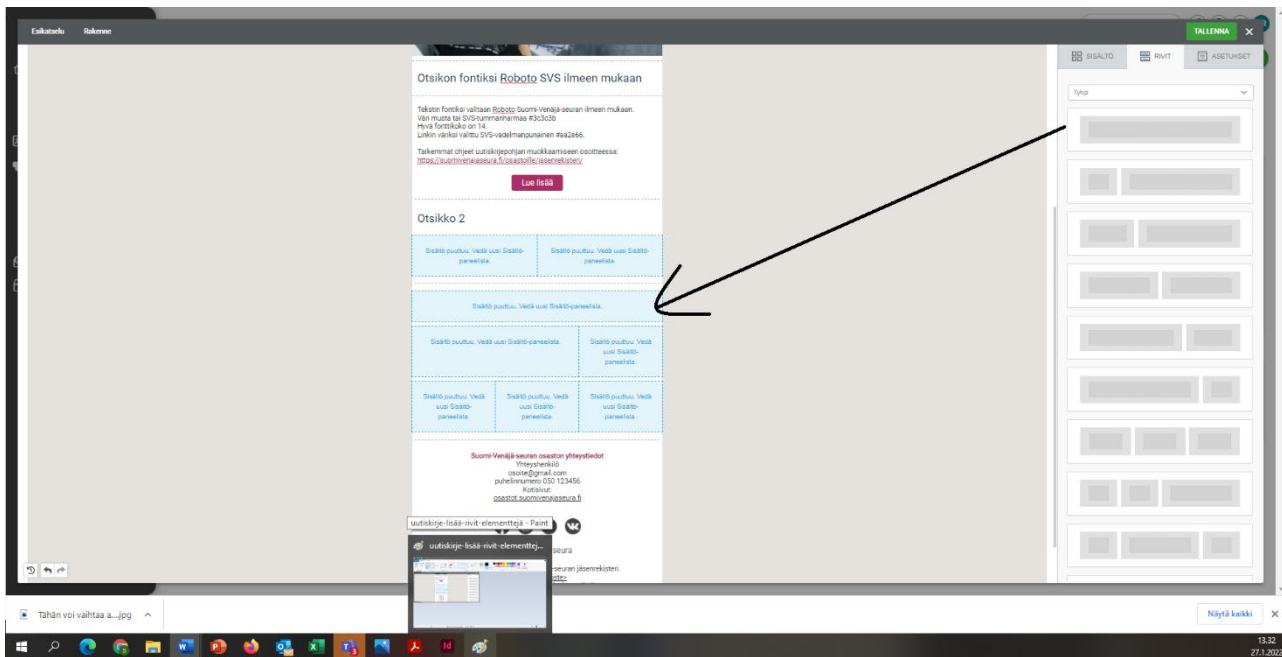 Esikatselu Rakenne
TALLENNA
SISÄLTÖ RIVIT ASETUKSET
Tyhjä
Otsikon fontiksi Roboto SVS ilmeen mukaan
Tekstin fontiksi valitaan Roboto Suomi-Venäjä-seuran ilmeen mukaan.
Väri musta tai SVS-tummanharmaa #3c3c3b
Hyvä fonttikoko on 14.
Linkin väriksi valittu SVS-vadelmanpunainen #aa2e66.
Tarkemmat ohjeet uutiskirjepohjan muokkaamiseen osoitteessa:
https://suomivenajaseura.fi/osastoille/jasenrekisteri/
Lue lisää
Otsikko 2
Sisältö puuttuu. Vedä uusi Sisältö-
paneelista.
Sisältö puuttuu. Vedä uusi Sisältö-
paneelista.
Sisältö puuttuu. Vedä uusi Sisältö-paneelista.
Sisältö puuttuu. Vedä uusi Sisältö-paneelista.
Sisältö puuttuu. Vedä
uusi Sisältö-
paneelista.
Sisältö puuttuu. Vedä
uusi Sisältö-
paneelista.
Sisältö puuttuu. Vedä
uusi Sisältö-
paneelista.
Sisältö puuttuu. Vedä
uusi Sisältö-
paneelista.
Suomi-Venäjä-seuran osaston yhteystiedot
Yhteyshenkilö
osoite@gmail.com
puhelinnumero 050 123456
Kotisivut:
osastot.suomivenajaseura.fi
uutiskirje-lisää-rivit-elementtejä - Paint
uutiskirje-lisää-rivit-elementtej...
seura
-seuran jäsenrekisteri.
Tähän voi vaihtaa a....jpg
Näytä kaikki
13.32
27.1.2022